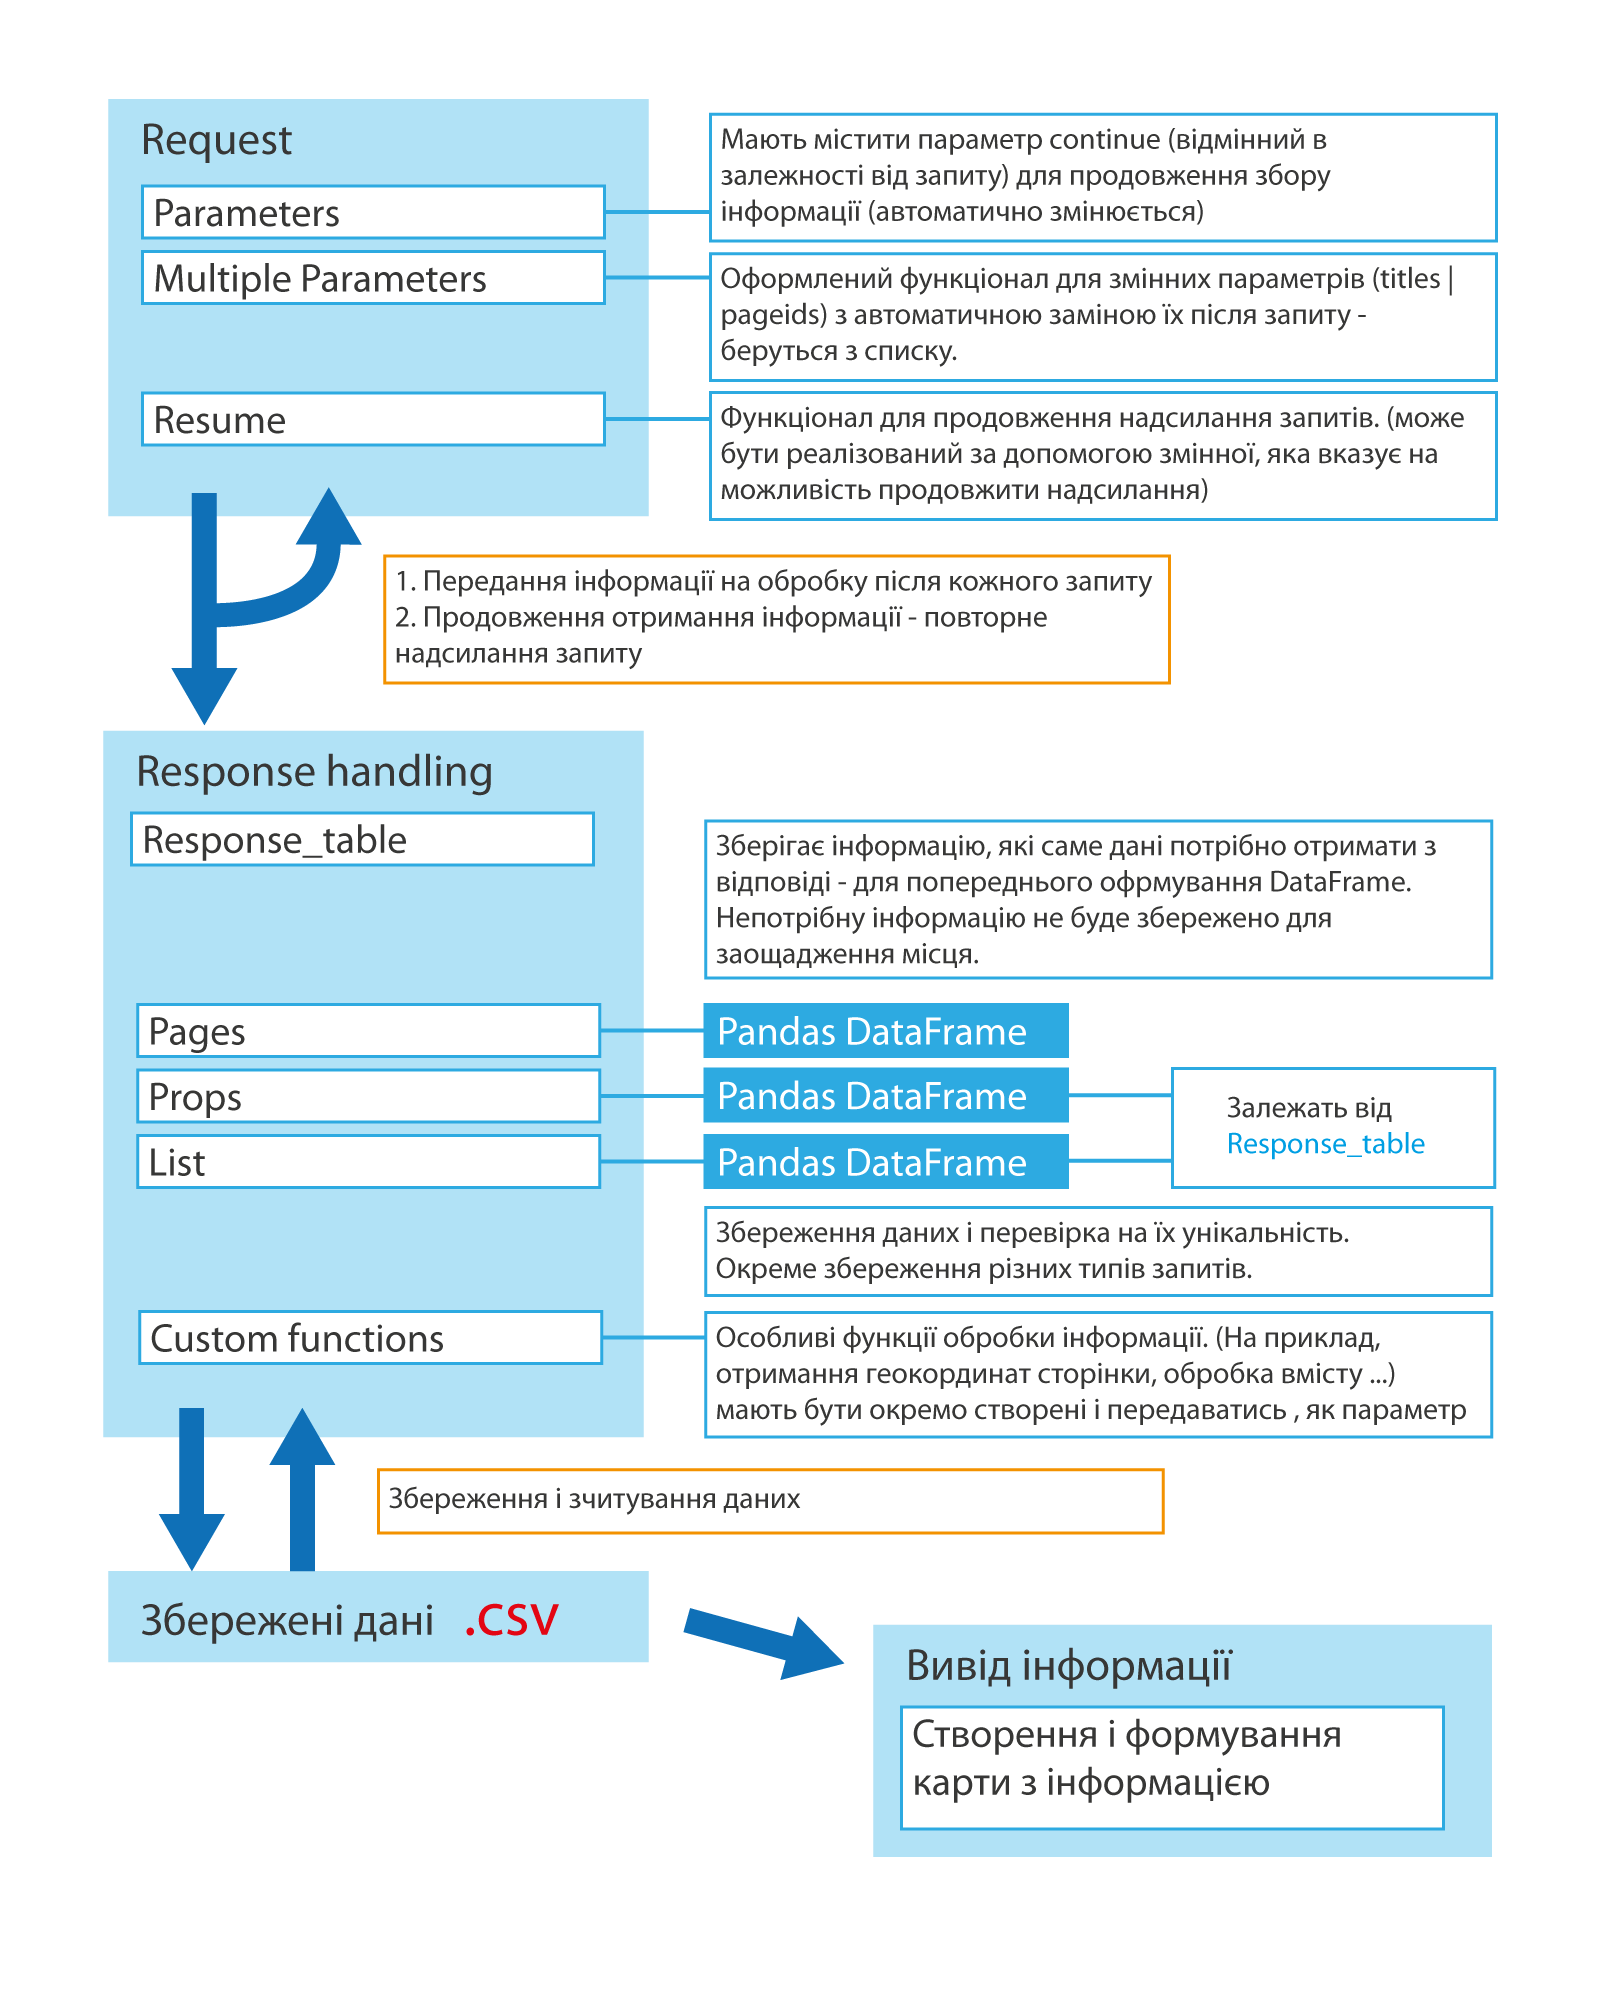 Request
Parameters
Мають містити параметр continue (відмінний в
залежності від запиту) для продовження збору
інформації (автоматично змінюється)
Multiple Parameters
Оформлений функціонал для змінних параметрів (titles |
pageids) з автоматичною заміною їх після запиту -
беруться з списку.
Resume
Функціонал для продовження надсилання запитів. (може
бути реалізований за допомогою змінної, яка вказує на
можливість продовжити надсилання)
1. Передання інформації на обробку після кожного запиту
2. Продовження отримання інформації - повторне
надсилання запиту
Response handling
Response_table
Зберігає інформацію, які саме дані потрібно отримати з
відповіді - для попереднього офрмування DataFrame.
Непотрібну інформацію не буде збережено для
заощадження місця.
Pages
Pandas DataFrame
Props
Pandas DataFrame
List
Pandas DataFrame
Залежать від
Response_table
Збереження даних і перевірка на їх унікальність.
Окреме збереження різних типів запитів.
Custom functions
Особливі функції обробки інформації. (На приклад,
отримання геокординат сторінки, обробка вмісту ...)
мають бути окремо створені і передаватись , як параметр
Збереження і зчитування даних
Збережені дані .CSV
Вивід інформації
Створення і формування
карти з інформацією